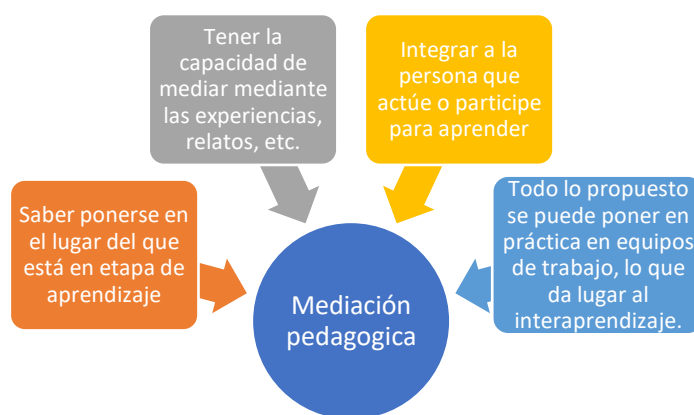 Tener la
capacidad de
mediar mediante
las experiencias,
relatos, etc.
Integrar a la
persona que
actúe o participe
para aprender
Saber ponerse en
el lugar del que
está en etapa de
aprendizaje
Todo lo propuesto
se puede poner en
práctica en equipos
de trabajo, lo que
da lugar al
interaprendizaje.
Mediación
pedagogica